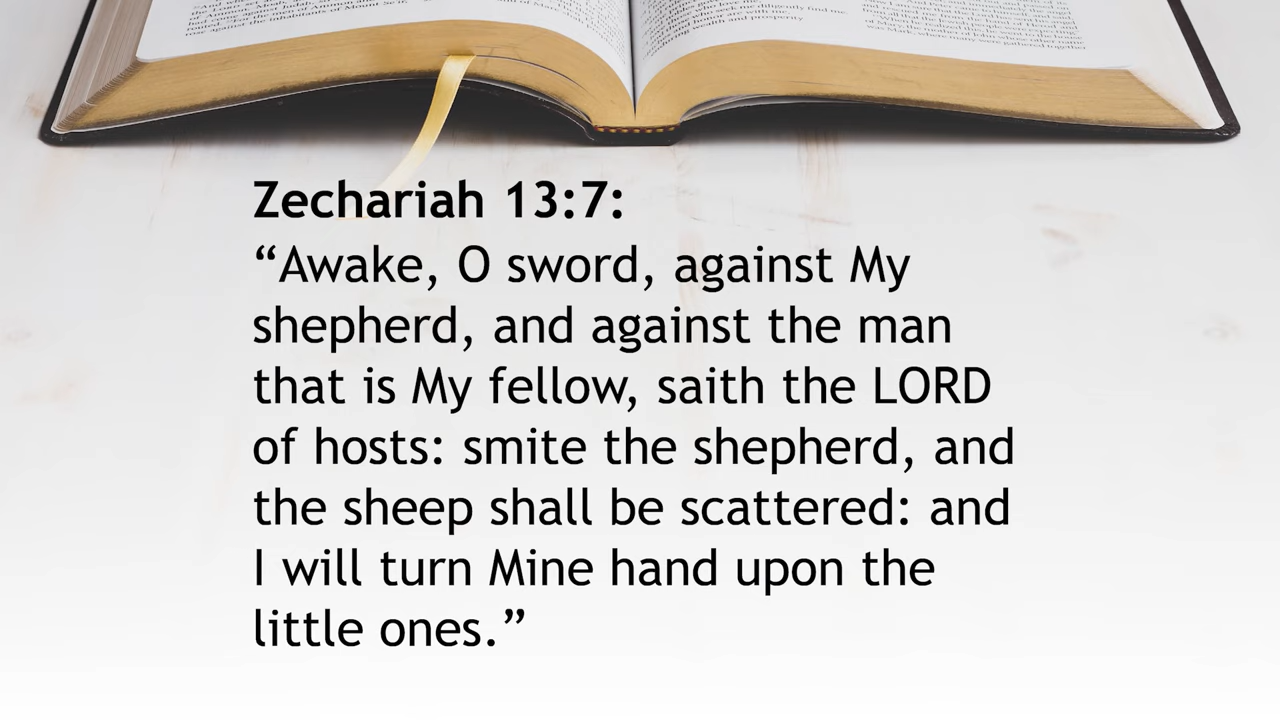 Zechariah 13:7:
“Awake, O sword, against My
shepherd, and against the man
that is My fellow, saith the LORD
of hosts: smite the shepherd, and
the sheep shall be scattered: and
I will turn Mine hand upon the
little ones.”